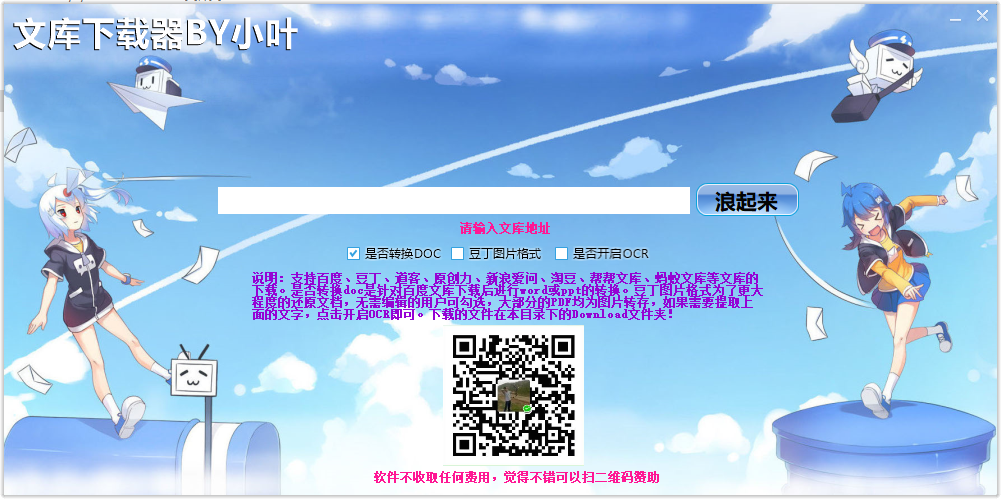 文库下载器BY小叶
浪起来
请输入文库地址
是否转换DOC 豆丁图片格式 是否开启OCR
说明：支持百度、豆丁、道客、原创力、新浪爱问、淘豆、帮帮文库、蚂蚁文库等文库的
下载。是否转换doc是针对百度文库下载后进行word或ppt的转换。豆丁图片格式为了更大
程度的还原文档，无需编辑的用户可勾选，大部分的PDF均为图片转存，如果需要提取上
面的文字，点击开启OCR即可。下载的文件在本目录下的Download文件夹！
软件不收取任何费用，觉得不错可以扫二维码赞助